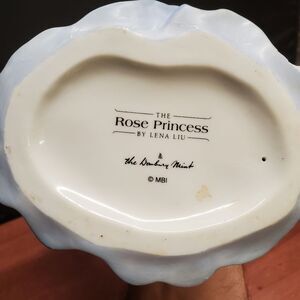 THE
Rose Princess
BY LENA LIU
the Danbury Mint
© MBI